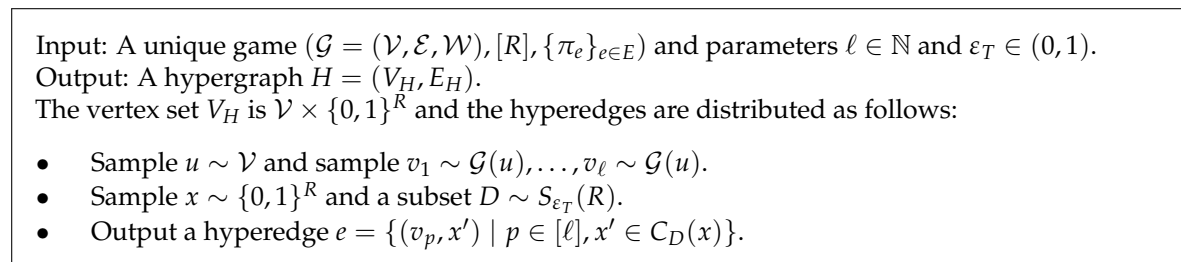 Input: A unique game (𝒢 = (𝒱, ℰ, 𝒲), [R], {π_e}_{e∈E}) and parameters ℓ ∈ ℕ and ε_T ∈ (0, 1).
Output: A hypergraph H = (V_H, E_H).
The vertex set V_H is 𝒱 × {0, 1}^R and the hyperedges are distributed as follows:
• Sample u ∼ 𝒱 and sample v_1 ∼ 𝒢(u), . . . , v_ℓ ∼ 𝒢(u).
• Sample x ∼ {0, 1}^R and a subset D ∼ S_{ε_T}(R).
• Output a hyperedge e = {(v_p, x′) | p ∈ [ℓ], x′ ∈ C_D(x)}.